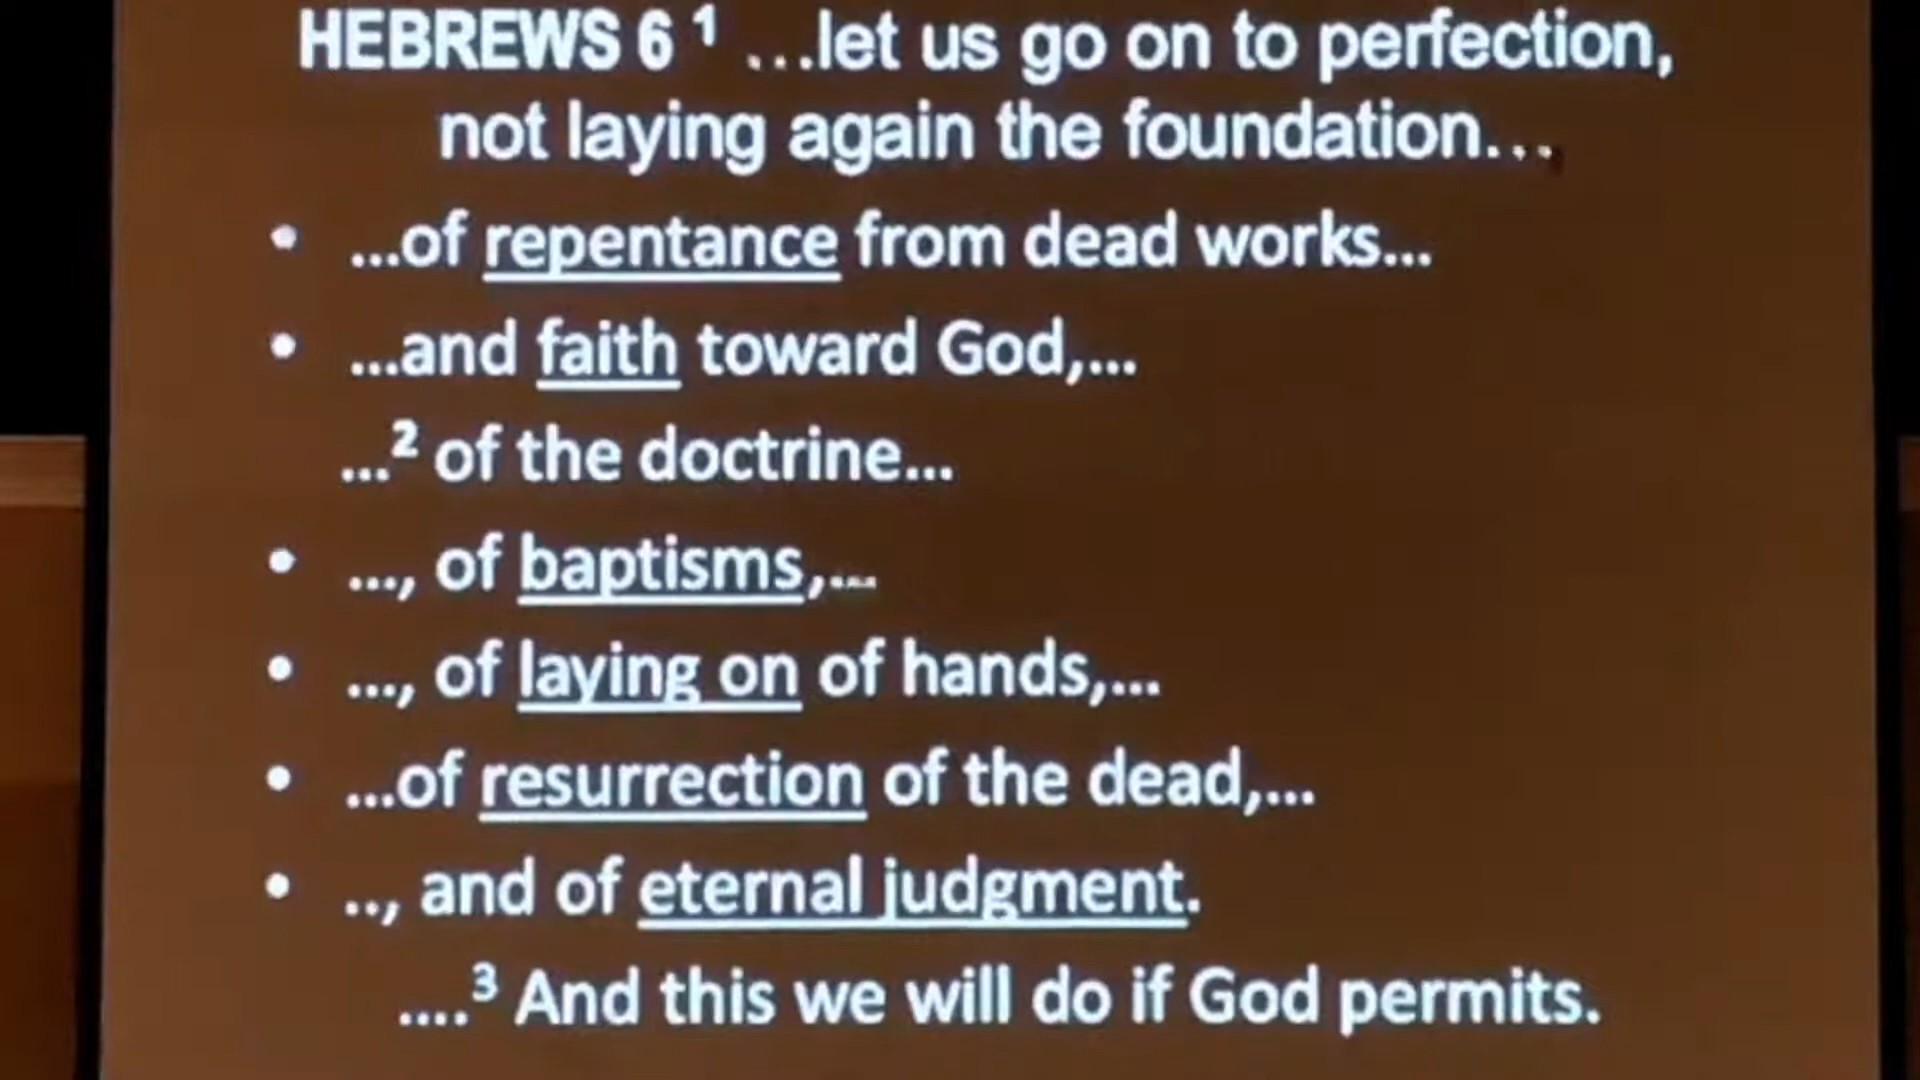 HEBREWS 6 ¹ ...let us go on to perfection,
not laying again the foundation...
• ...of repentance from dead works...
• ...and faith toward God,...
...² of the doctrine...
• ..., of baptisms,...
• ..., of laying on of hands,...
• ...of resurrection of the dead,...
• .., and of eternal judgment.
....³ And this we will do if God permits.